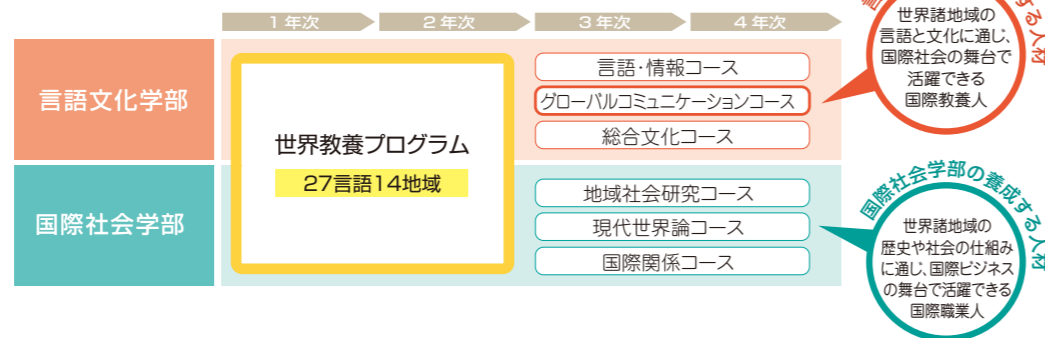 1年次
2年次
3年次
4年次
言語文化学部
世界教養プログラム
27言語14地域
言語・情報コース
グローバルコミュニケーションコース
総合文化コース
する人材
世界諸地域の
言語と文化に通じ、
国際社会の舞台で
活躍できる
国際教養人
国際社会学部
地域社会研究コース
現代世界論コース
国際関係コース
国際社会学部の養成する人材
世界諸地域の
歴史や社会の仕組み
に通じ、国際ビジネス
の舞台で活躍できる
国際職業人